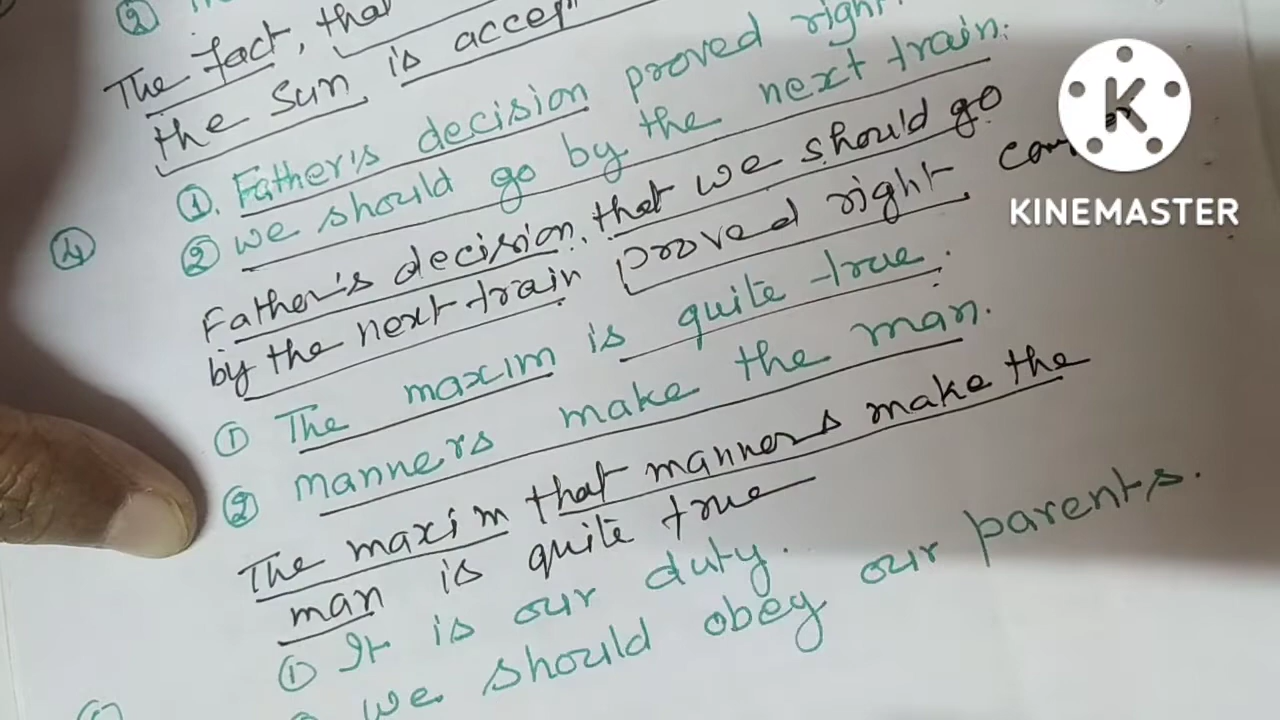 ②
The fact, that
the Sun is accep
① Father's decision proved right.
④ ② we should go by the next train.
Father's decision, that we should go
by the next train proved right
① The maxim is quite true.
② manners make the man.
The maxim that manners make the
man is quite true
① It is our duty.
we should obey our parents.
KINEMASTER